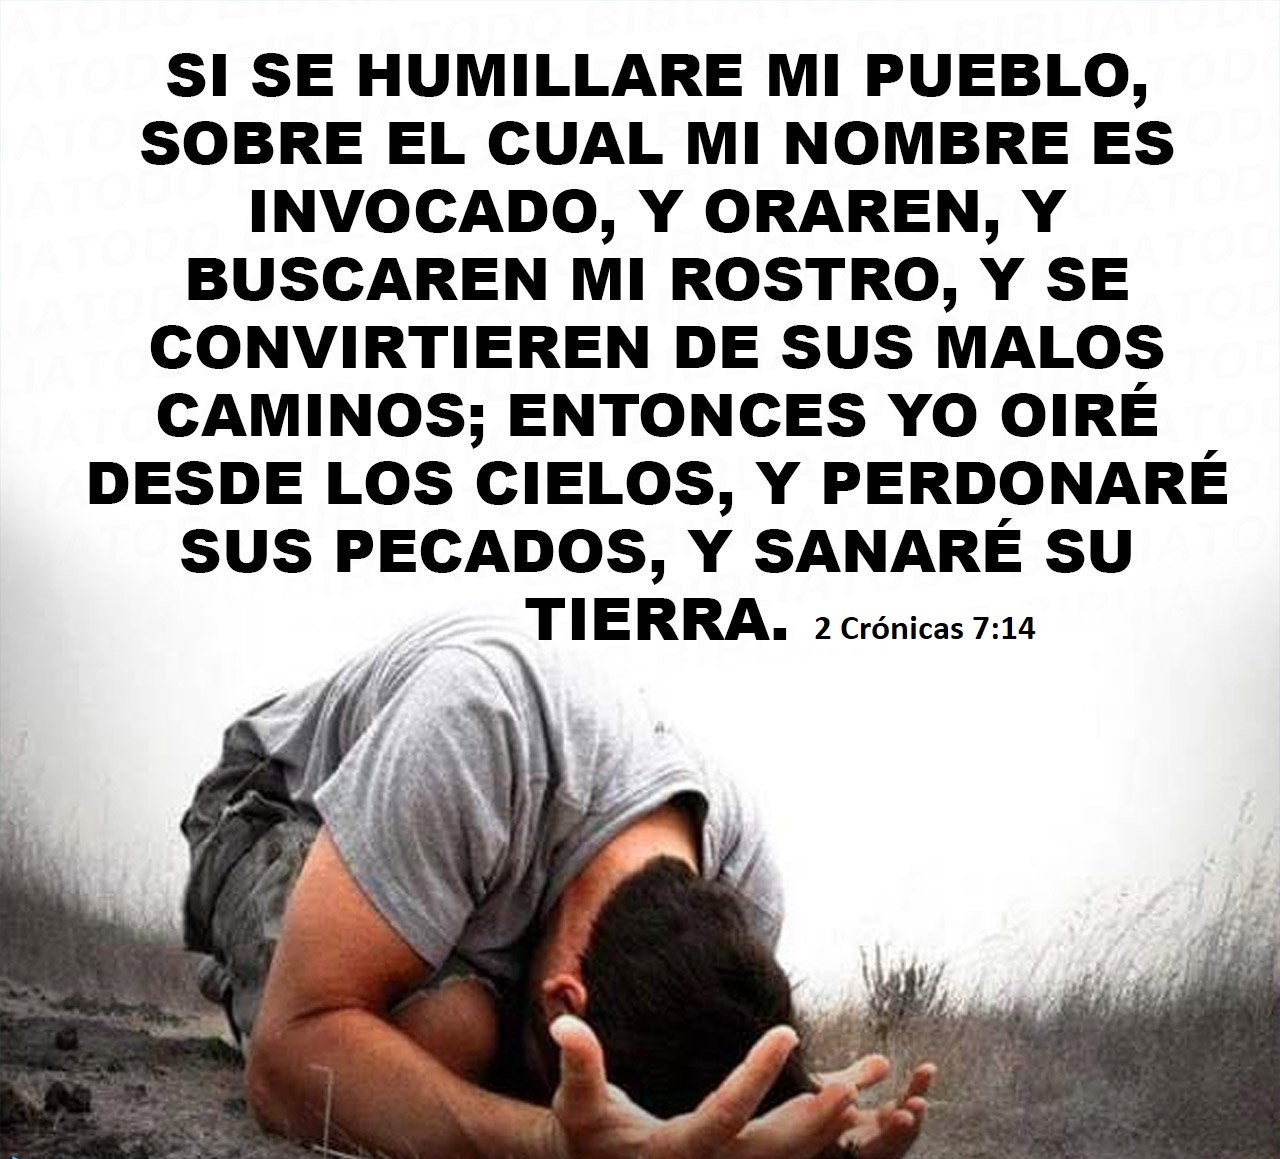 SI SE HUMILLARE MI PUEBLO,
SOBRE EL CUAL MI NOMBRE ES
INVOCADO, Y ORAREN, Y
BUSCAREN MI ROSTRO, Y SE
CONVIRTIEREN DE SUS MALOS
CAMINOS; ENTONCES YO OIRÉ
DESDE LOS CIELOS, Y PERDONARÉ
SUS PECADOS, Y SANARÉ SU
TIERRA. 2 Crónicas 7:14